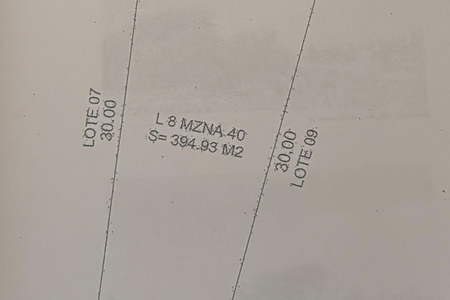 LOTE 07
30.00
L 8 MZNA 40
S= 394.93 M2
30.00
LOTE 09